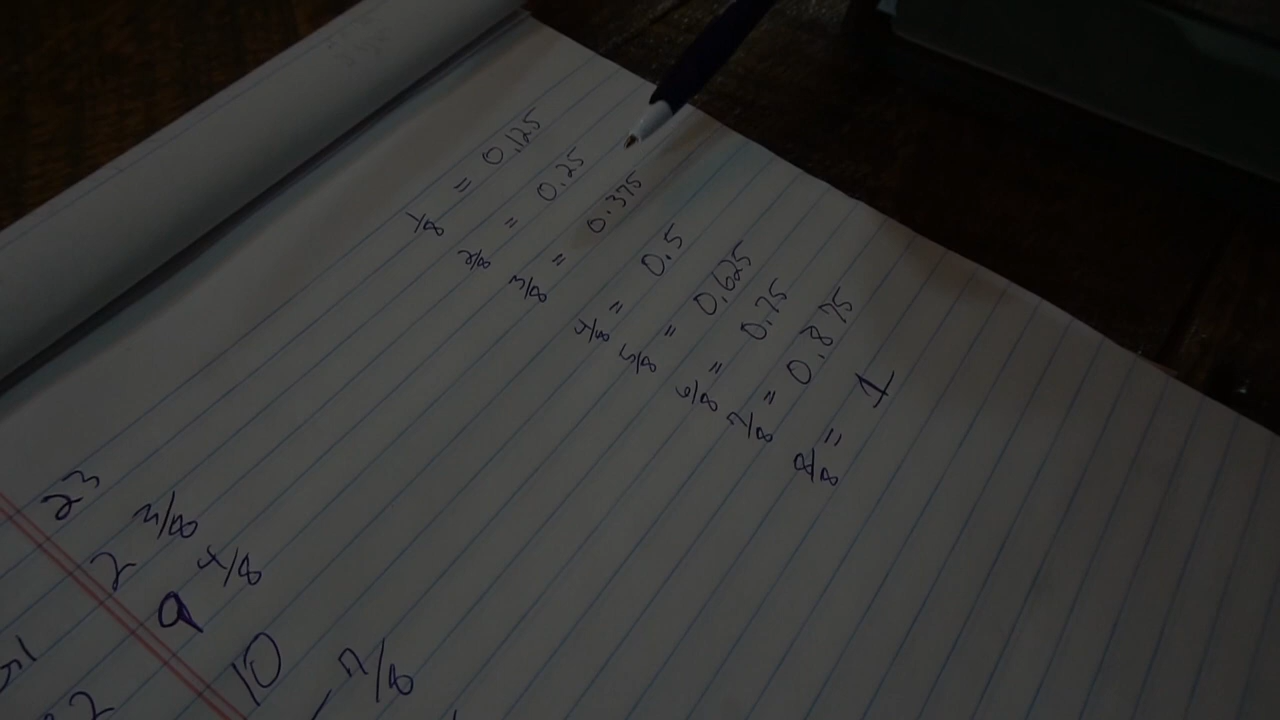 1/8 = 0.125
2/8 = 0.25
3/8 = 0.375
4/8 = 0.5
5/8 = 0.625
6/8 = 0.75
7/8 = 0.875
8/8 = 1
23
2 3/8
9 4/8
10
7/8